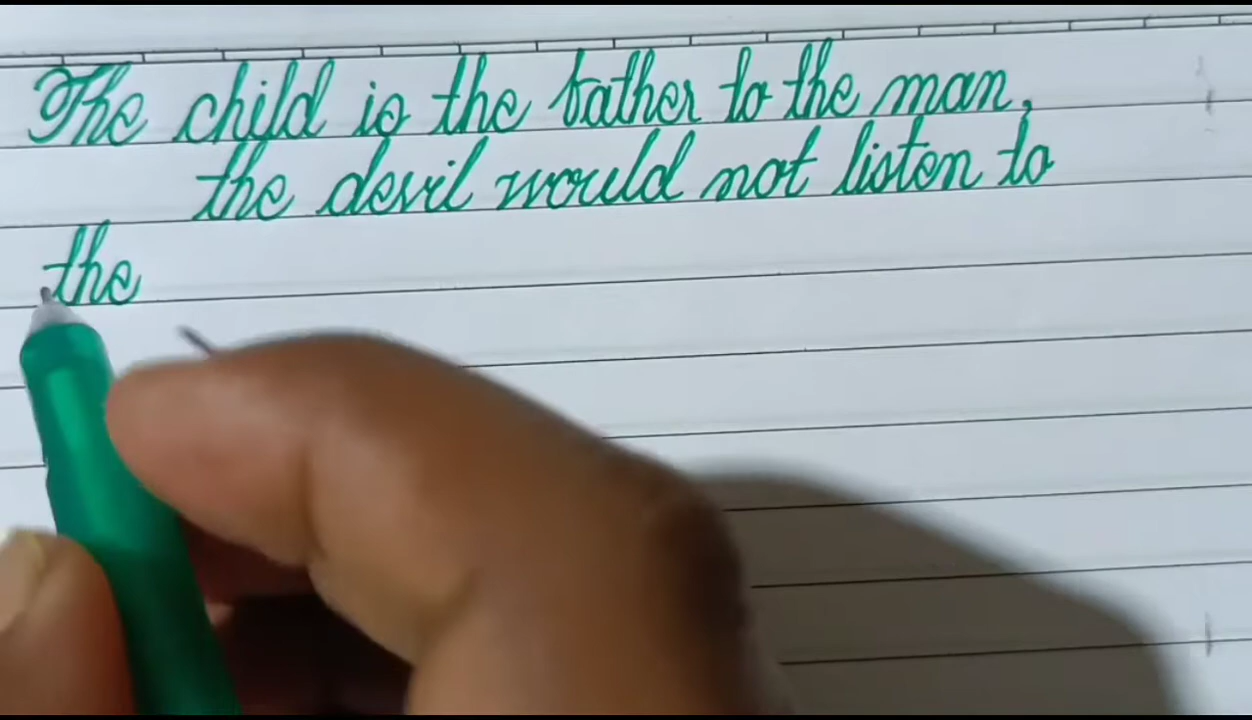 The child is the father to the man,
the devil would not listen to
the